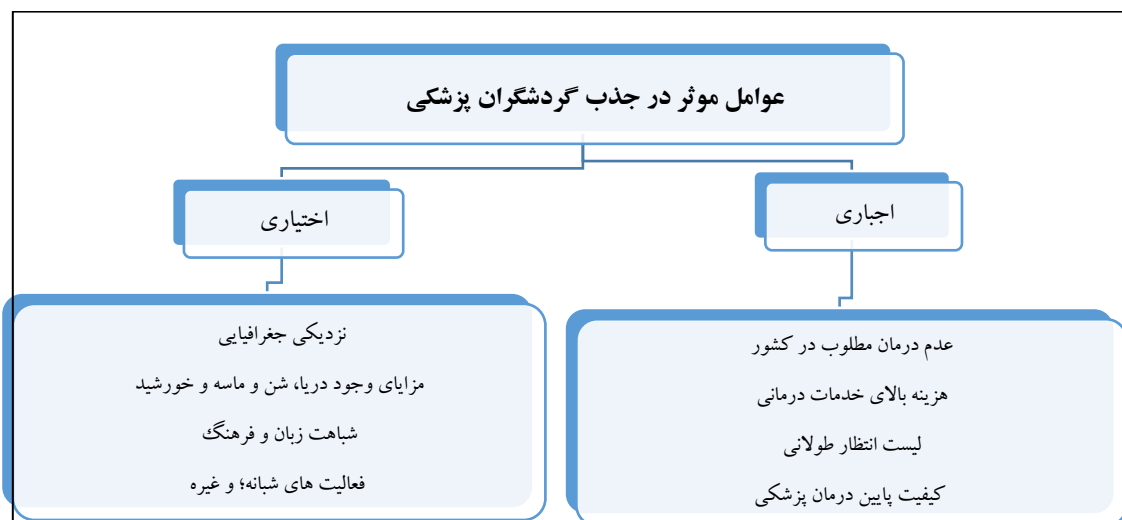 عوامل موثر در جذب گردشگران پزشکی
اجباری
عدم درمان مطلوب در کشور
هزینه بالای خدمات درمانی
لیست انتظار طولانی
کیفیت پایین درمان پزشکی
اختیاری
نزدیکی جغرافیایی
مزایای وجود دریا، شن و ماسه و خورشید
شباهت زبان و فرهنگ
فعالیت های شبانه؛ و غیره